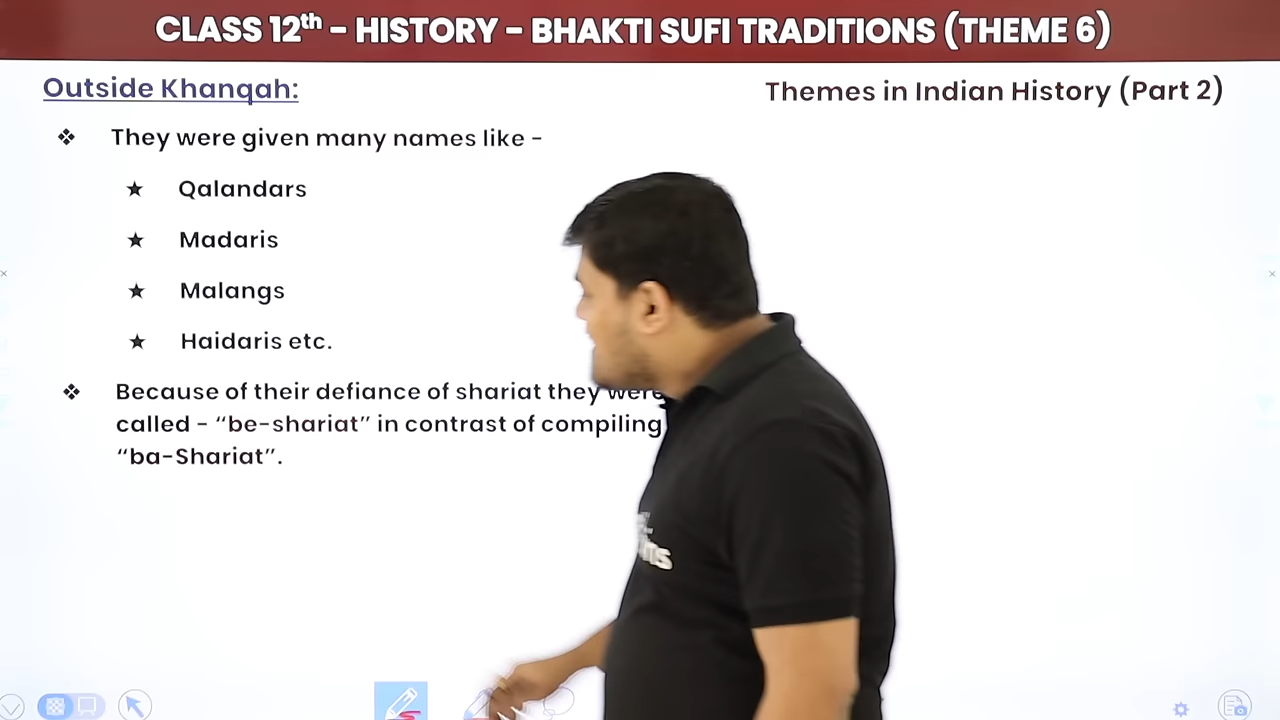 CLASS 12th - HISTORY - BHAKTI SUFI TRADITIONS (THEME 6)
Outside Khanqah:
Themes in Indian History (Part 2)
❖ They were given many names like -
★ Qalandars
★ Madaris
★ Malangs
★ Haidaris etc.
❖ Because of their defiance of shariat they were
called - “be-shariat” in contrast of compiling
“ba-Shariat”.